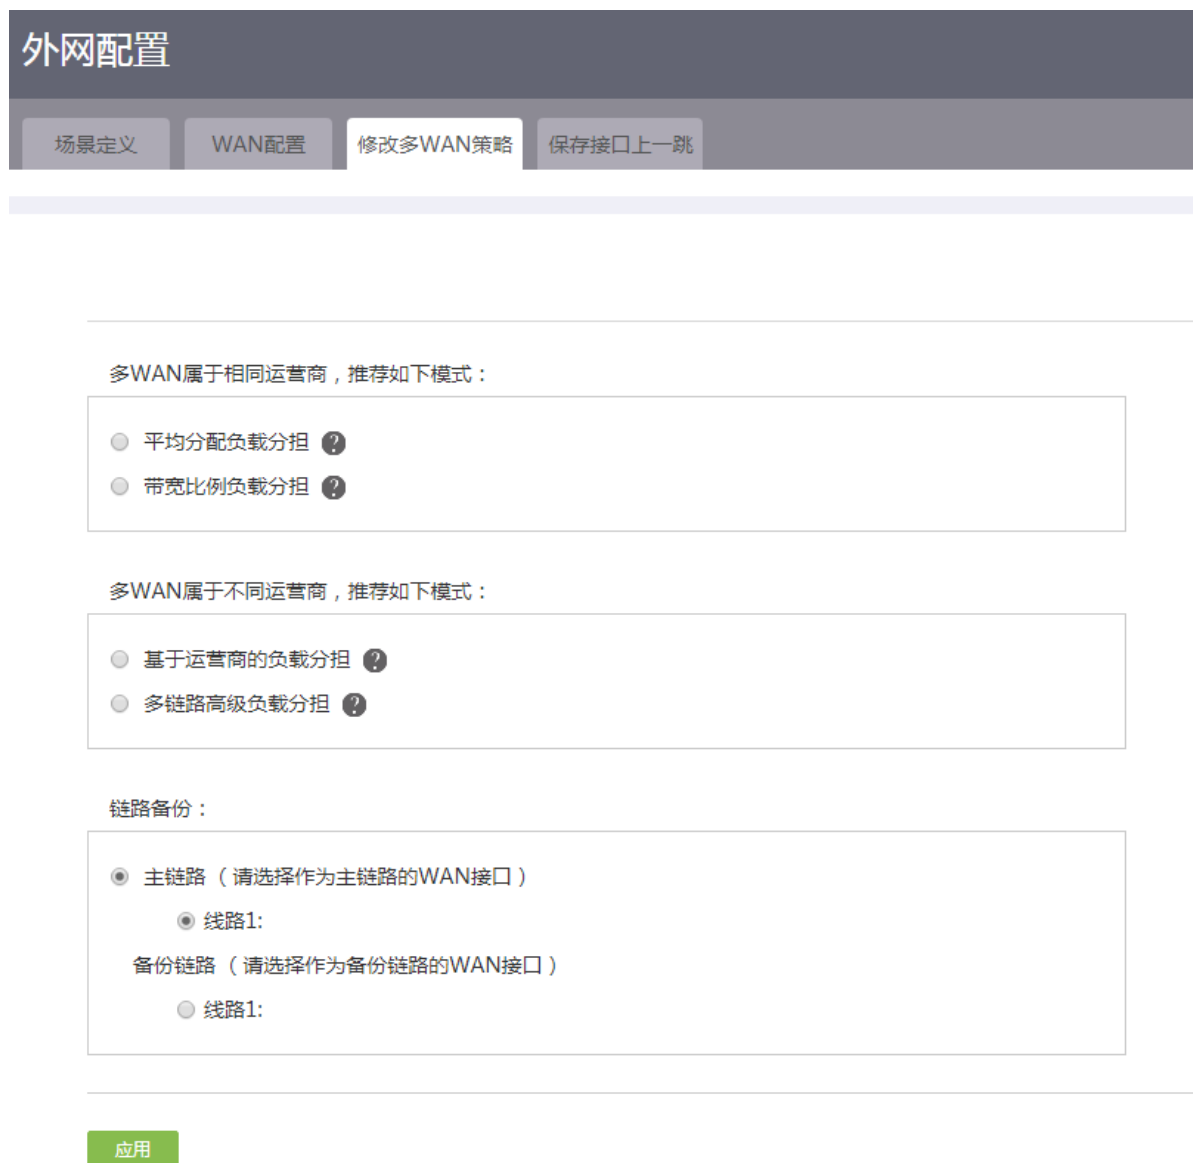 外网配置
场景定义 WAN配置 修改多WAN策略 保存接口上一跳
多WAN属于相同运营商，推荐如下模式：
平均分配负载分担 ?
带宽比例负载分担 ?
多WAN属于不同运营商，推荐如下模式：
基于运营商的负载分担 ?
多链路高级负载分担 ?
链路备份：
主链路（请选择作为主链路的WAN接口）
线路1:
备份链路（请选择作为备份链路的WAN接口）
线路1:
应用